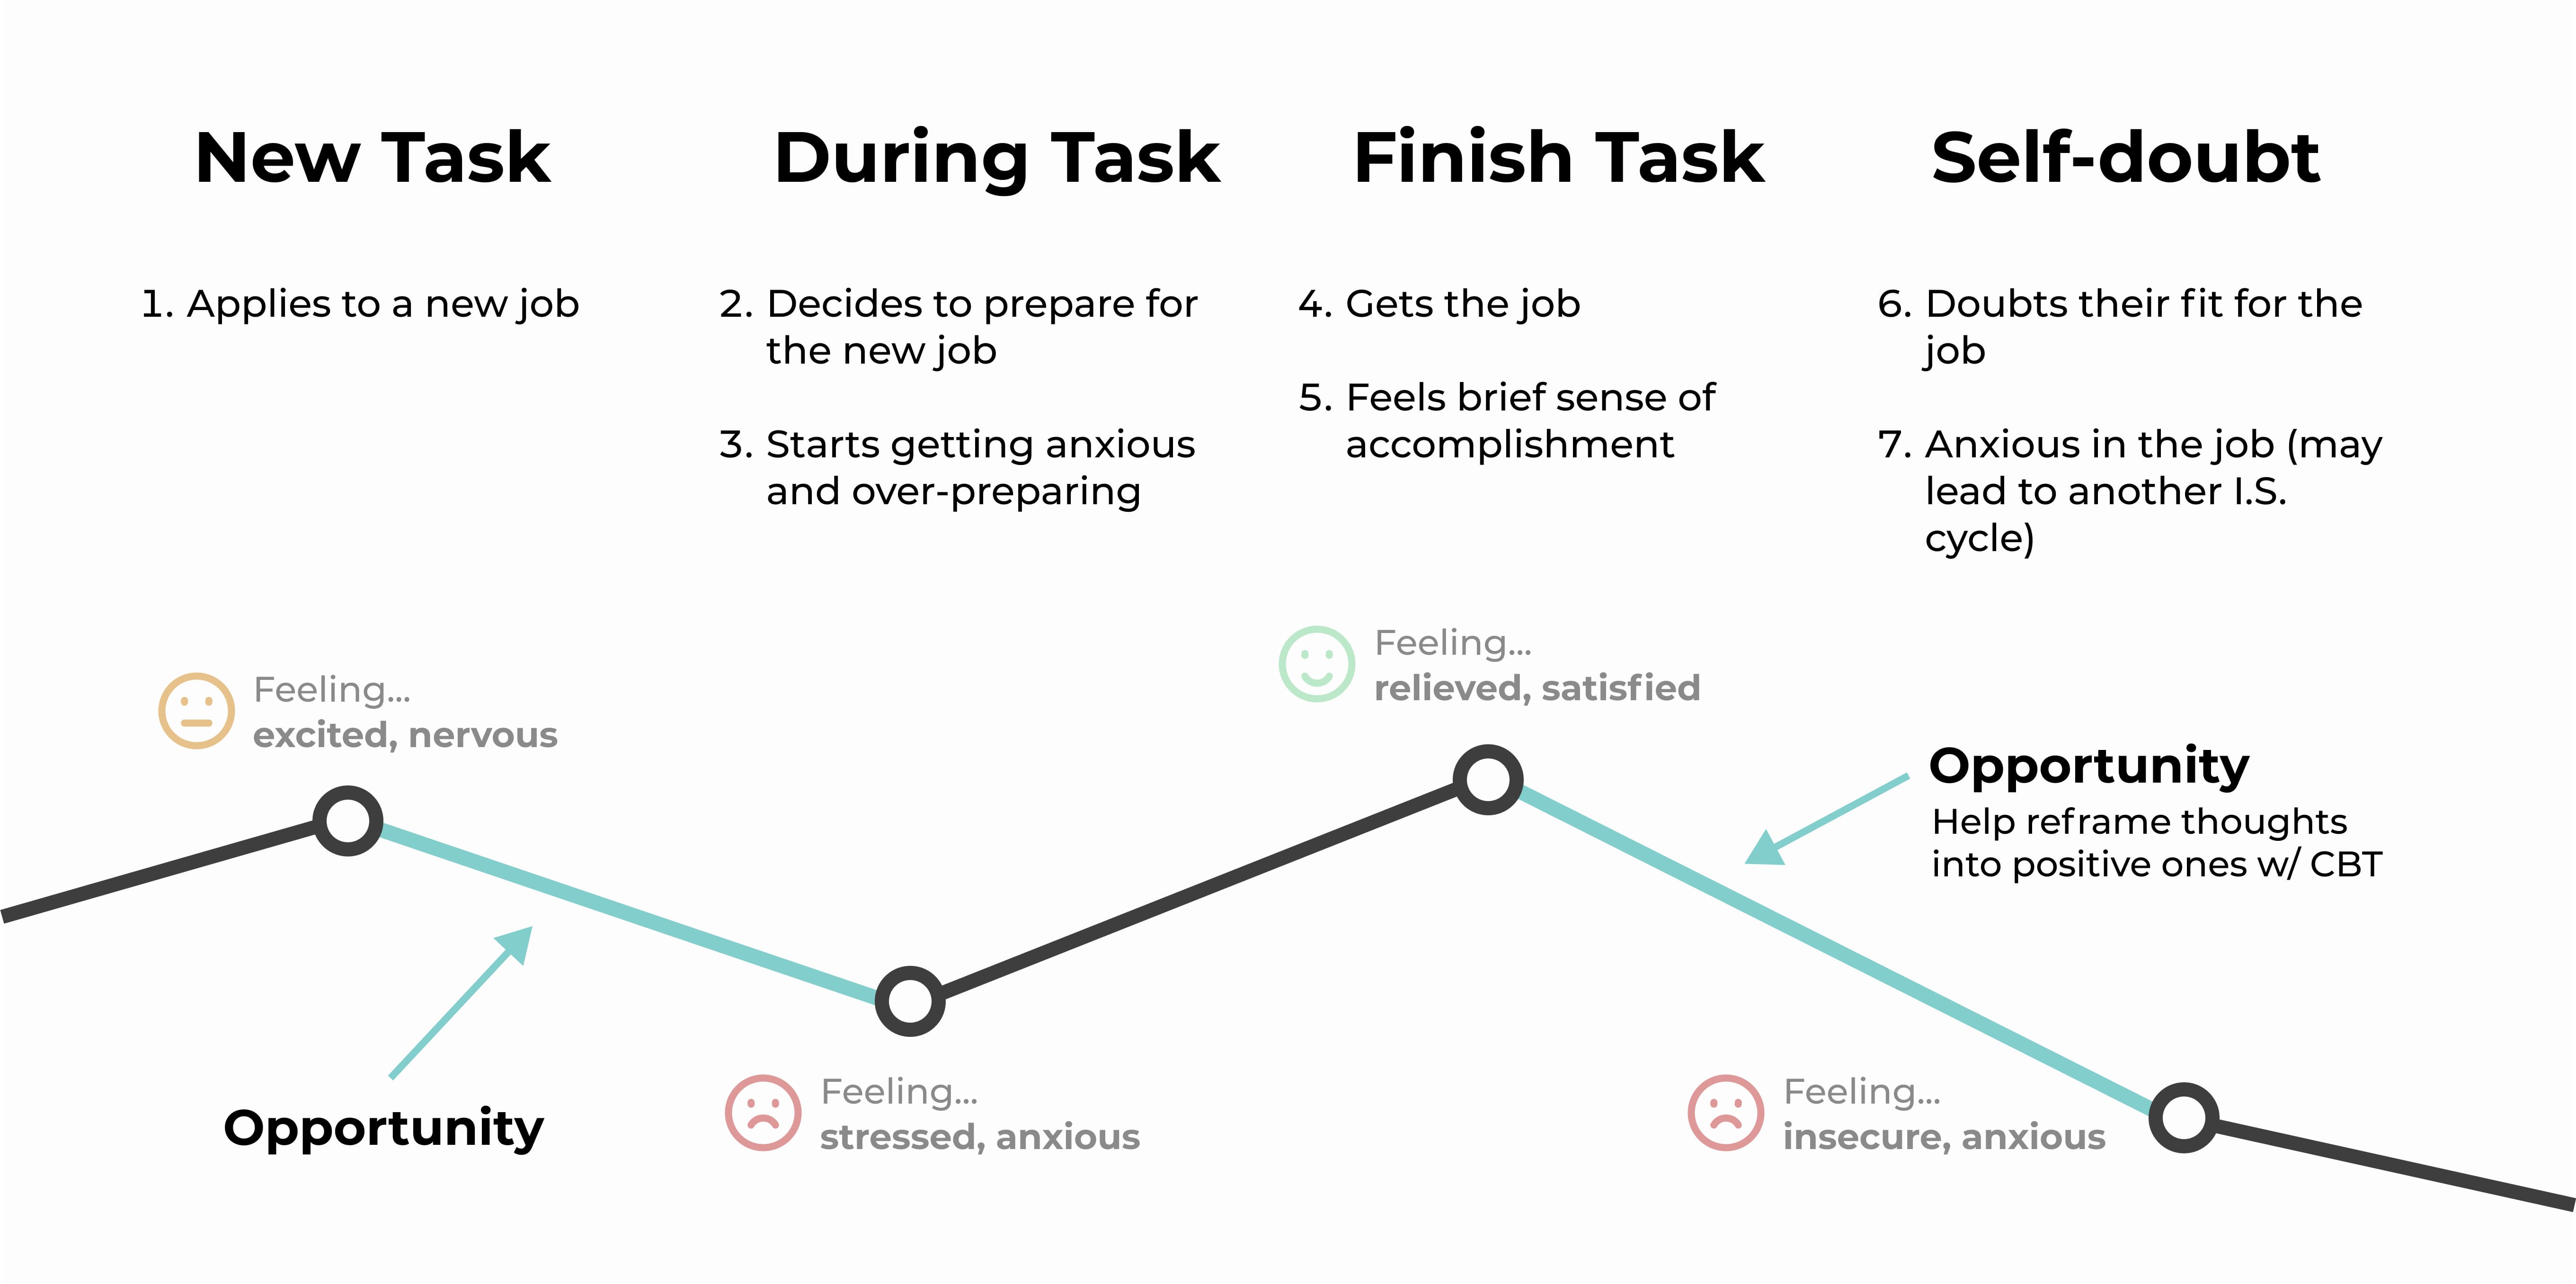 New Task
1. Applies to a new job
During Task
2. Decides to prepare for
the new job
3. Starts getting anxious
and over-preparing
Finish Task
4. Gets the job
5. Feels brief sense of
accomplishment
Self-doubt
6. Doubts their fit for the
job
7. Anxious in the job (may
lead to another I.S.
cycle)
Feeling...
excited, nervous
Opportunity
Feeling...
stressed, anxious
Feeling...
relieved, satisfied
Opportunity
Help reframe thoughts
into positive ones w/ CBT
Feeling...
insecure, anxious